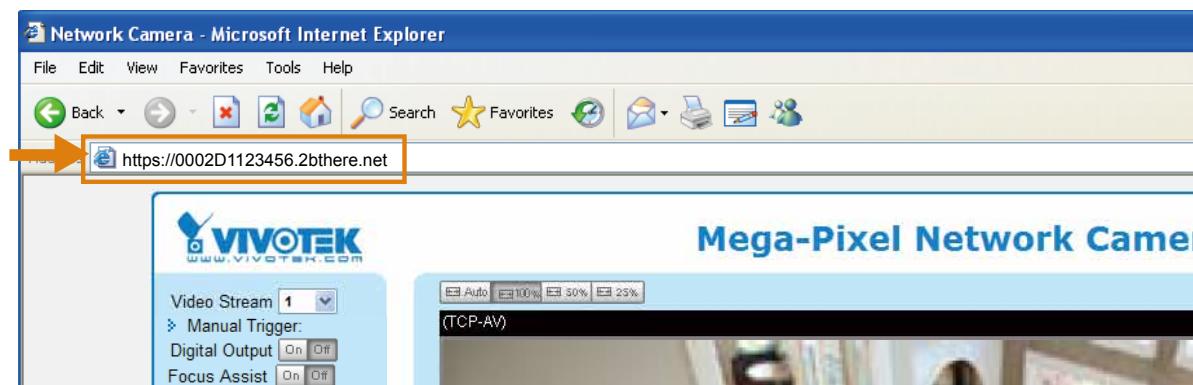 Network Camera - Microsoft Internet Explorer
File Edit View Favorites Tools Help
Back Search Favorites
https://0002D1123456.2bthere.net
VIVOTEK
www.vivotek.com
Mega-Pixel Network Camer
Auto 100% 50% 25%
Video Stream 1
(TCP-AV)
Manual Trigger:
Digital Output On Off
Focus Assist On Off